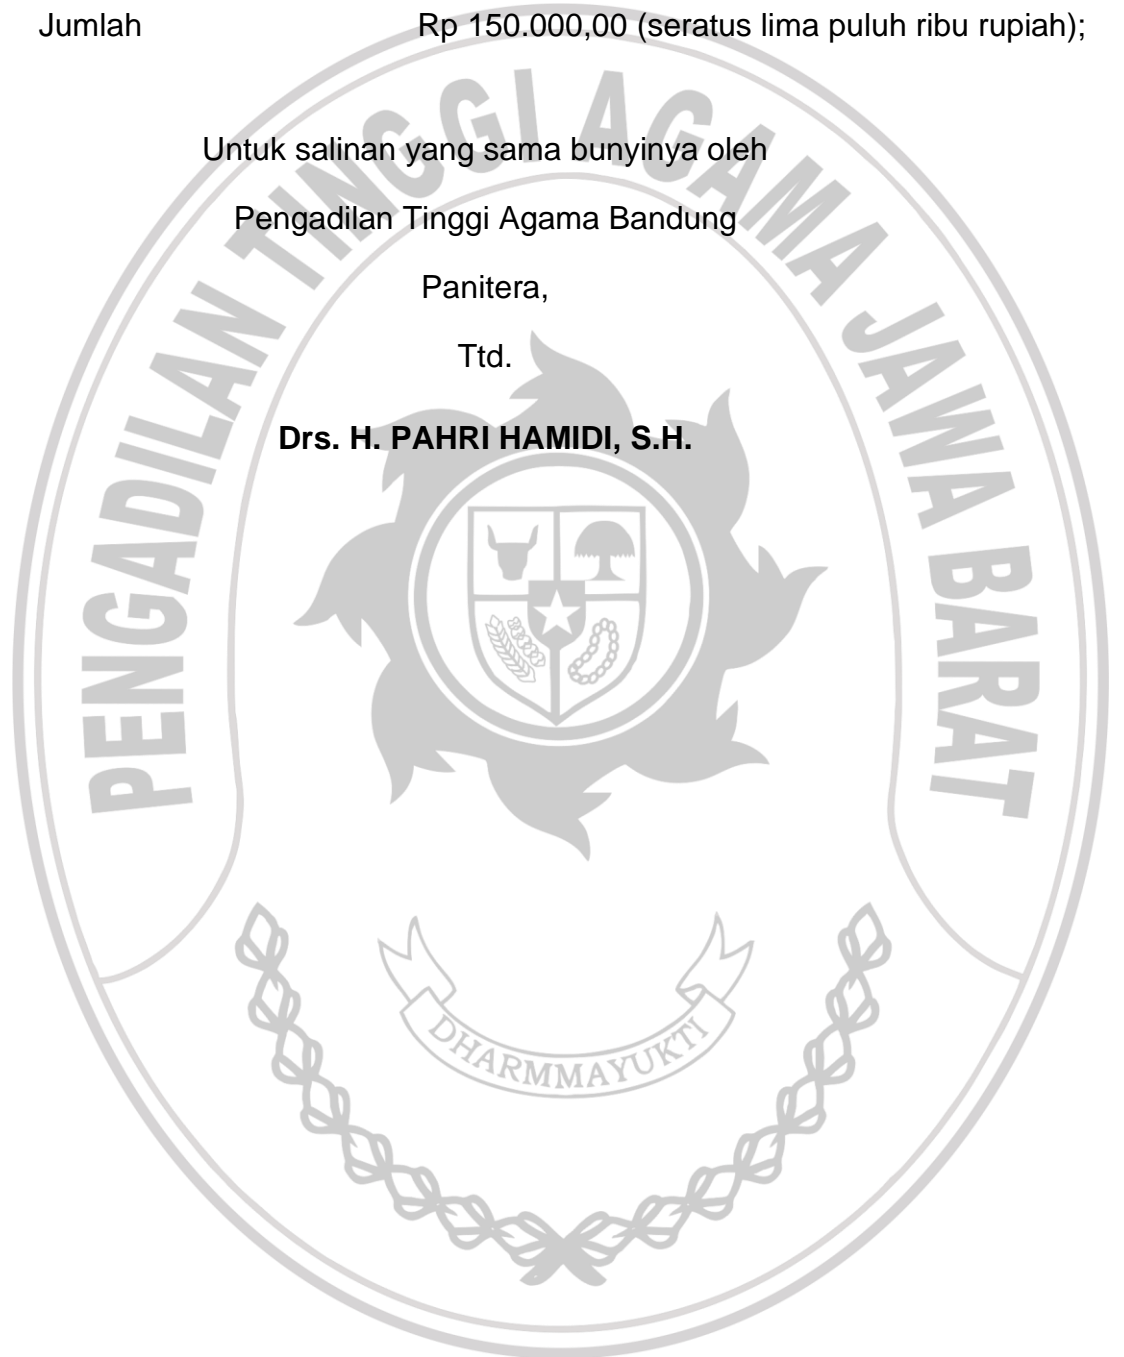 Jumlah Rp 150.000,00 (seratus lima puluh ribu rupiah);
Untuk salinan yang sama bunyinya oleh
Pengadilan Tinggi Agama Bandung
Panitera,
Ttd.
Drs. H. PAHRI HAMIDI, S.H.
PENGADILAN TINGGI AGAMA JAWA BARAT
DHARMMAYUKTI